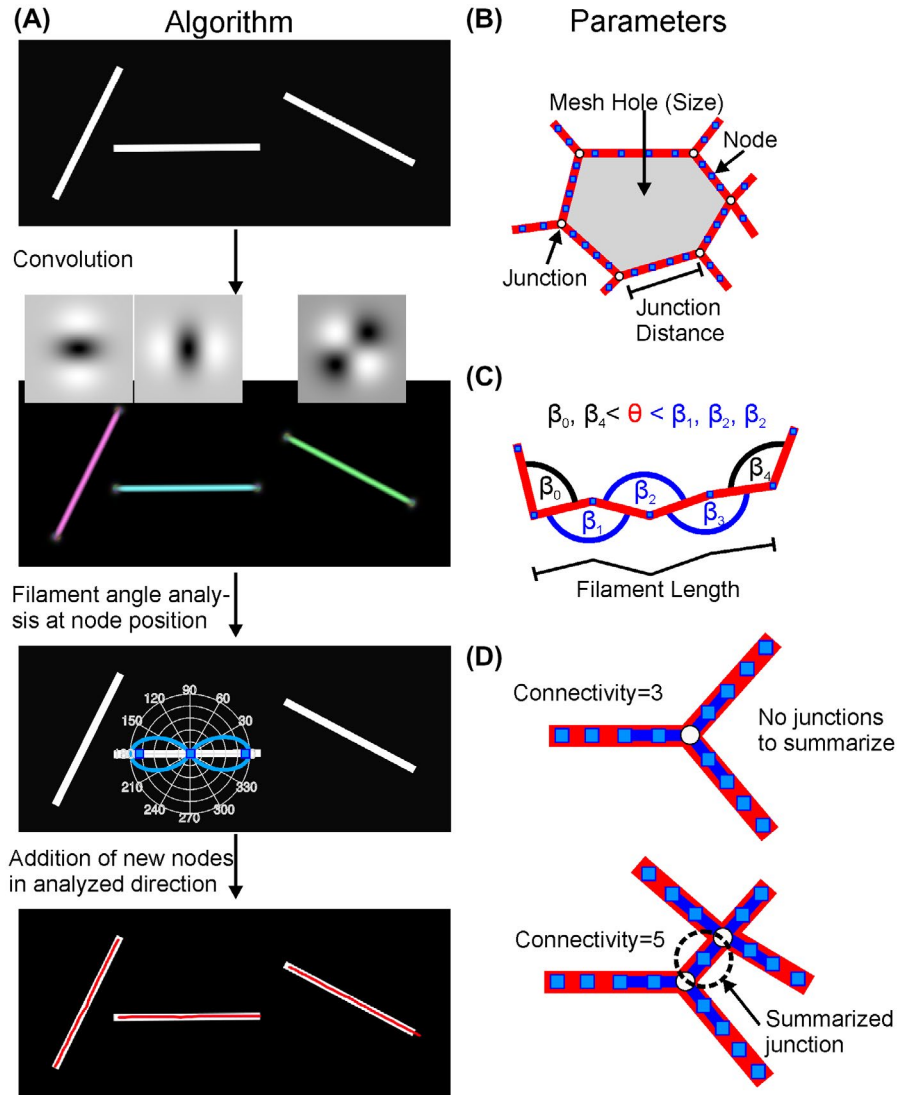 (A) Algorithm
Convolution
Filament angle analy-
sis at node position
90
120
60
150
30
210
330
240
300
270
Addition of new nodes
in analyzed direction
(B) Parameters
Mesh Hole (Size)
Node
Junction
Junction
Distance
(C)
β0, β4< θ < β1, β2, β2
β0
β1
β2
β3
β4
Filament Length
(D)
Connectivity=3
No junctions
to summarize
Connectivity=5
Summarized
junction